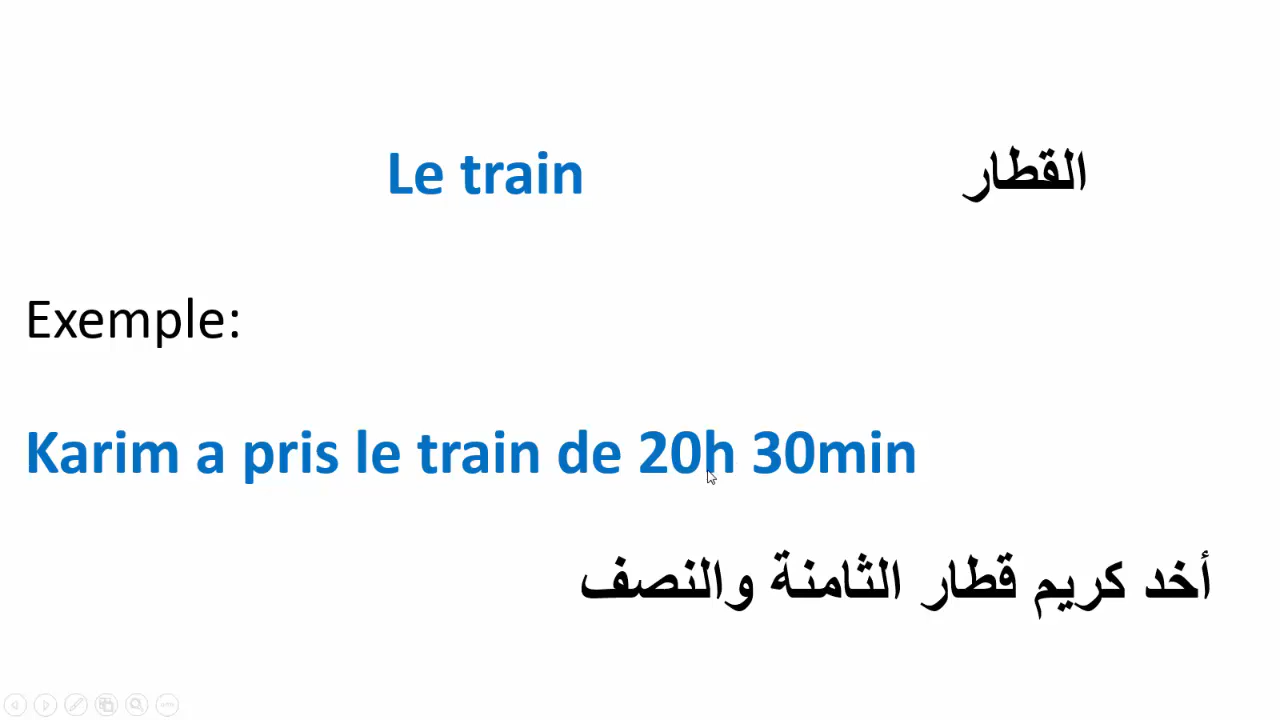 Le train القطار
Exemple:
Karim a pris le train de 20h 30min
أخد كريم قطار الثامنة والنصف